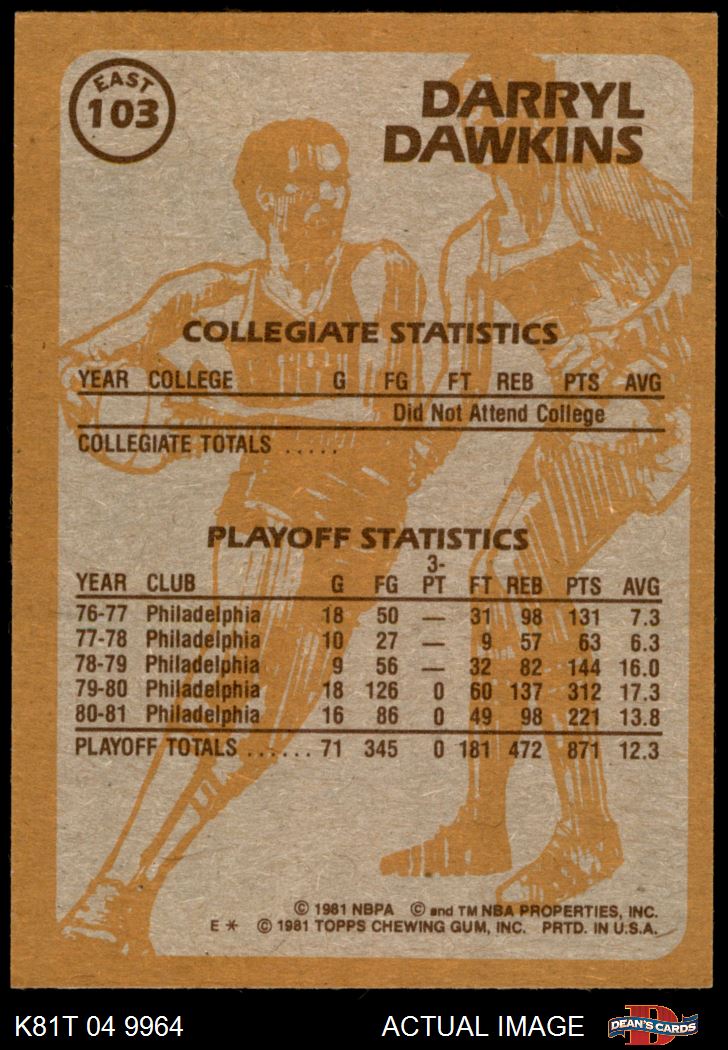 EAST
103
DARRYL
DAWKINS
COLLEGIATE STATISTICS
YEAR COLLEGE G FG FT REB PTS AVG
Did Not Attend College
COLLEGIATE TOTALS .....
PLAYOFF STATISTICS
YEAR CLUB G FG 3-PT FT REB PTS AVG
76-77 Philadelphia 18 50 — 31 98 131 7.3
77-78 Philadelphia 10 27 — 9 57 63 6.3
78-79 Philadelphia 9 56 — 32 82 144 16.0
79-80 Philadelphia 18 126 0 60 137 312 17.3
80-81 Philadelphia 16 86 0 49 98 221 13.8
PLAYOFF TOTALS ...... 71 345 0 181 472 871 12.3
© 1981 NBPA © and TM NBA PROPERTIES, INC.
E * © 1981 TOPPS CHEWING GUM, INC. PRTD. IN U.S.A.
K81T 04 9964 ACTUAL IMAGE D DEAN'S CARDS